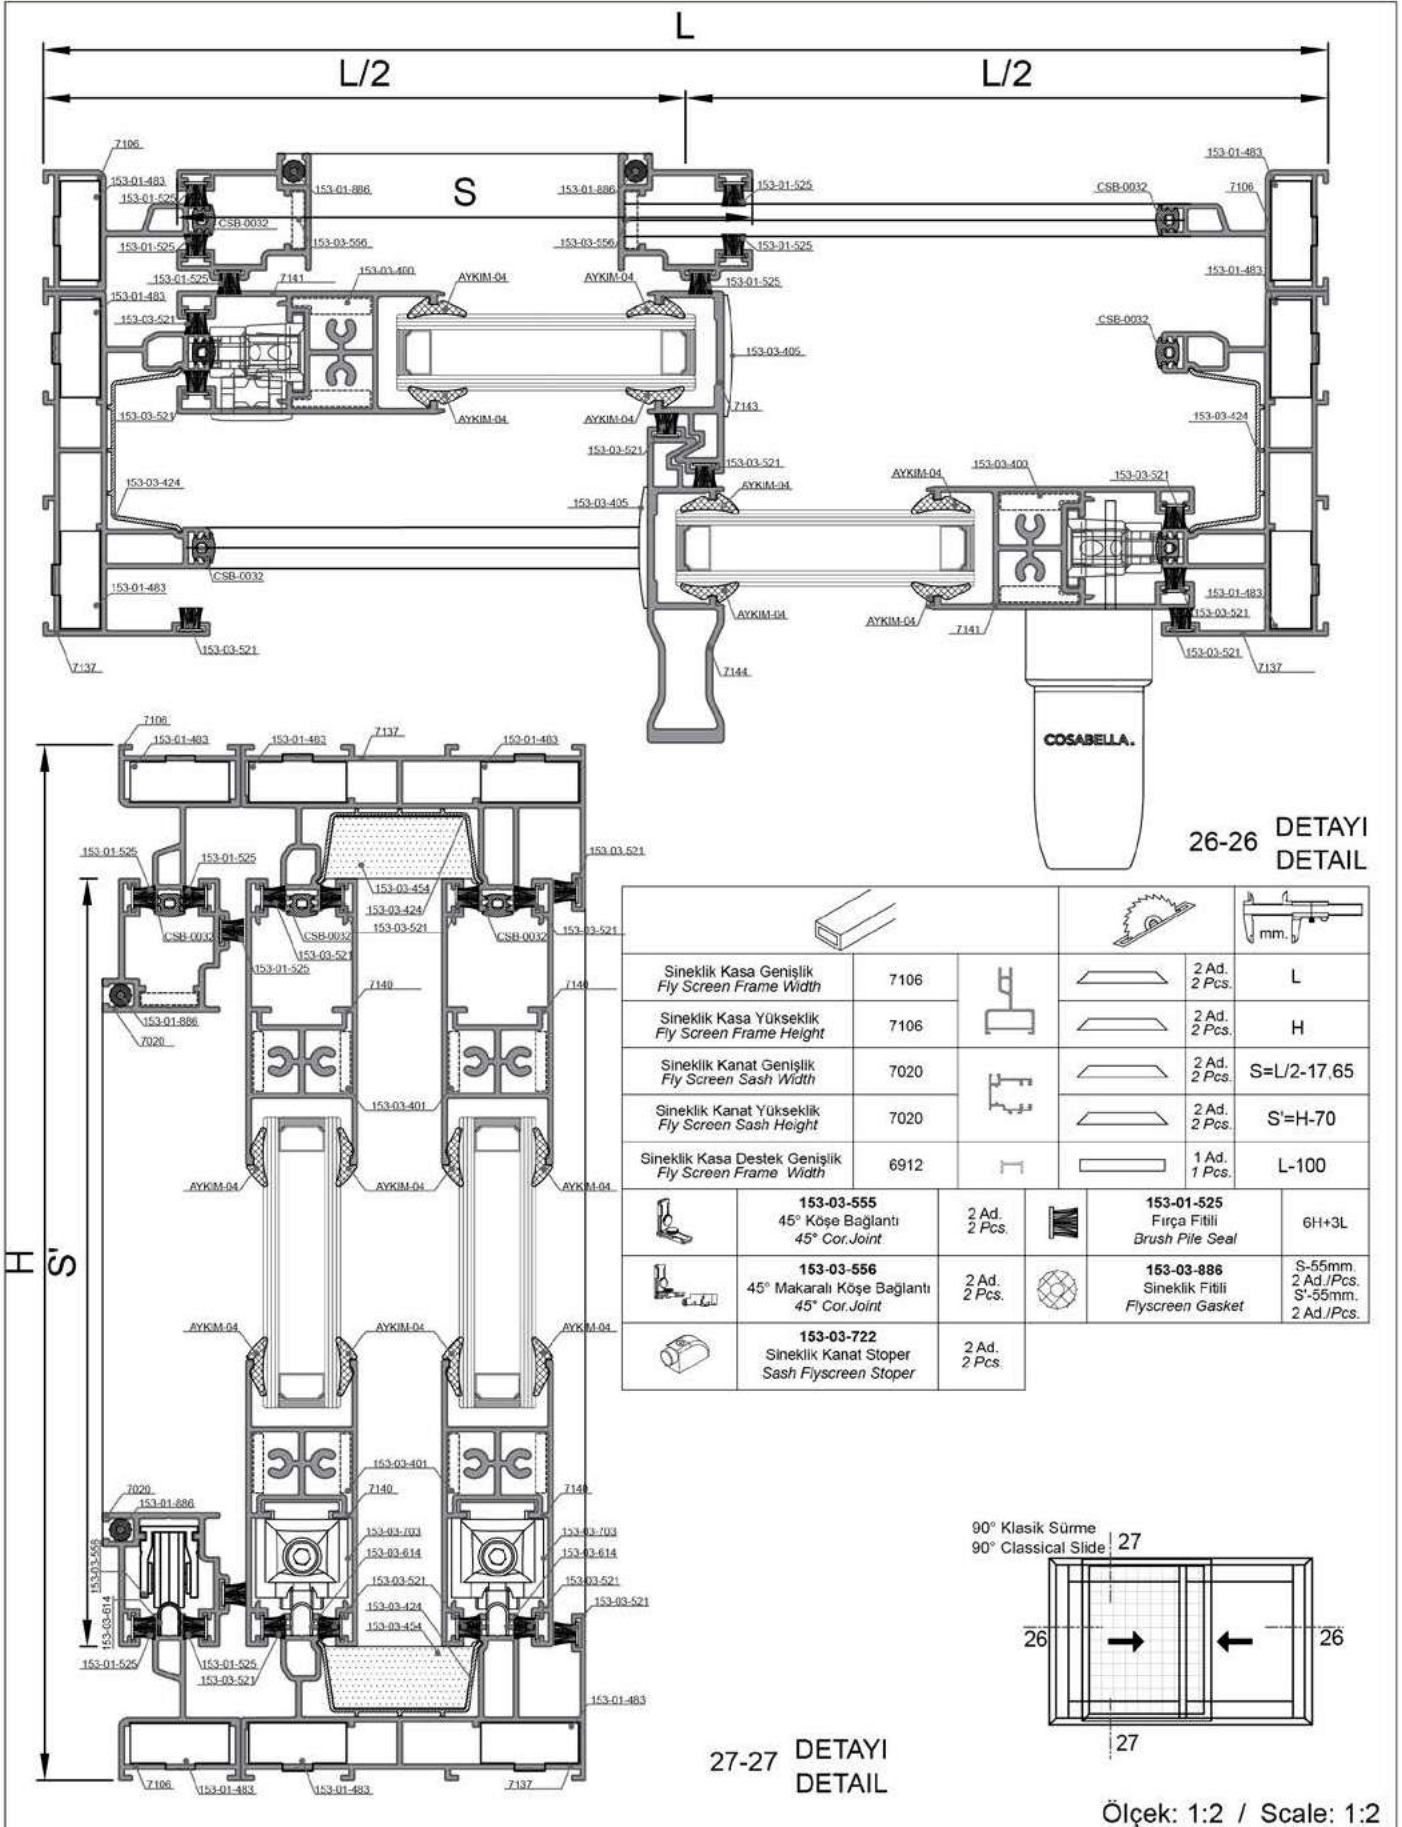 L
L/2
L/2
7106
153-01-483
153-01-525
CSB-0032
153-01-525
153-01-525
153-01-886
153-03-556
S
153-01-886
153-03-556
153-01-525
153-01-525
153-01-525
CSB-0032
153-01-483
7106
153-01-483
153-01-483
153-03-521
7141
153-03-400
AYKIM-04
AYKIM-04
153-03-405
CSB-0032
153-03-521
AYKIM-04
AYKIM-04
7143
153-03-424
153-03-424
153-03-521
153-03-521
AYKIM-04
AYKIM-04
153-03-400
153-03-521
153-03-405
CSB-0032
153-01-483
AYKIM-04
AYKIM-04
153-01-483
153-03-521
7137
153-03-521
7144
7141
153-03-521
7137
COSABELLA.
26-26 DETAYI
DETAIL
7106
153-01-483
153-01-483
7137
153-01-483
153-01-525
153-01-525
153-03-521
153-03-454
153-03-424
CSB-0032
CSB-0032
153-03-521
CSB-0032
153-03-521
153-03-521
153-01-525
7140
7140
153-01-886
7020
153-03-401
AYKIM-04
AYKIM-04
AYKIM-04
H
S'
AYKIM-04
AYKIM-04
AYKIM-04
153-03-401
7020
153-01-886
7140
7140
153-03-703
153-03-703
153-03-614
153-03-614
153-03-614
153-03-521
153-03-521
153-03-424
153-03-521
153-03-454
153-01-525
153-01-525
153-03-521
153-01-483
7106
153-01-483
153-01-483
7137
27-27 DETAYI
DETAIL
mm.
Sineklik Kasa Genişlik
Fly Screen Frame Width
7106
2 Ad.
2 Pcs.
L
Sineklik Kasa Yükseklik
Fly Screen Frame Height
7106
2 Ad.
2 Pcs.
H
Sineklik Kanat Genişlik
Fly Screen Sash Width
7020
2 Ad.
2 Pcs.
S=L/2-17,65
Sineklik Kanat Yükseklik
Fly Screen Sash Height
7020
2 Ad.
2 Pcs.
S'=H-70
Sineklik Kasa Destek Genişlik
Fly Screen Frame Width
6912
1 Ad.
1 Pcs.
L-100
153-03-555
45° Köşe Bağlantı
45° Cor.Joint
2 Ad.
2 Pcs.
153-01-525
Fırça Fitili
Brush Pile Seal
6H+3L
153-03-556
45° Makaralı Köşe Bağlantı
45° Cor.Joint
2 Ad.
2 Pcs.
153-03-886
Sineklik Fitili
Flyscreen Gasket
S-55mm.
2 Ad./Pcs.
S'-55mm.
2 Ad./Pcs.
153-03-722
Sineklik Kanat Stoper
Sash Flyscreen Stoper
2 Ad.
2 Pcs.
90° Klasik Sürme
90° Classical Slide
27
26
26
27
Ölçek: 1:2 / Scale: 1:2